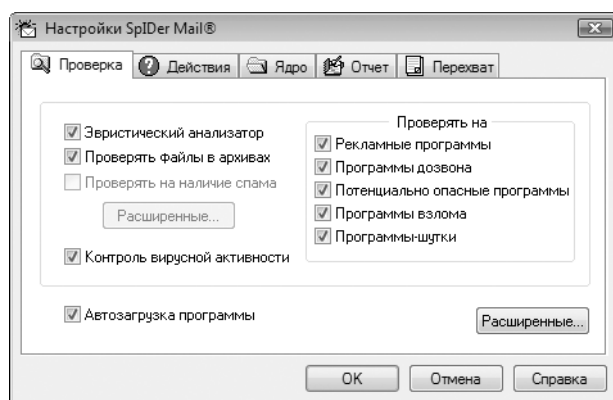 Настройки SpIDer Mail®
Проверка
Действия
Ядро
Отчет
Перехват
Эвристический анализатор
Проверять файлы в архивах
Проверять на наличие спама
Расширенные...
Контроль вирусной активности
Проверять на
Рекламные программы
Программы дозвона
Потенциально опасные программы
Программы взлома
Программы-шутки
Автозагрузка программы
Расширенные...
OK
Отмена
Справка